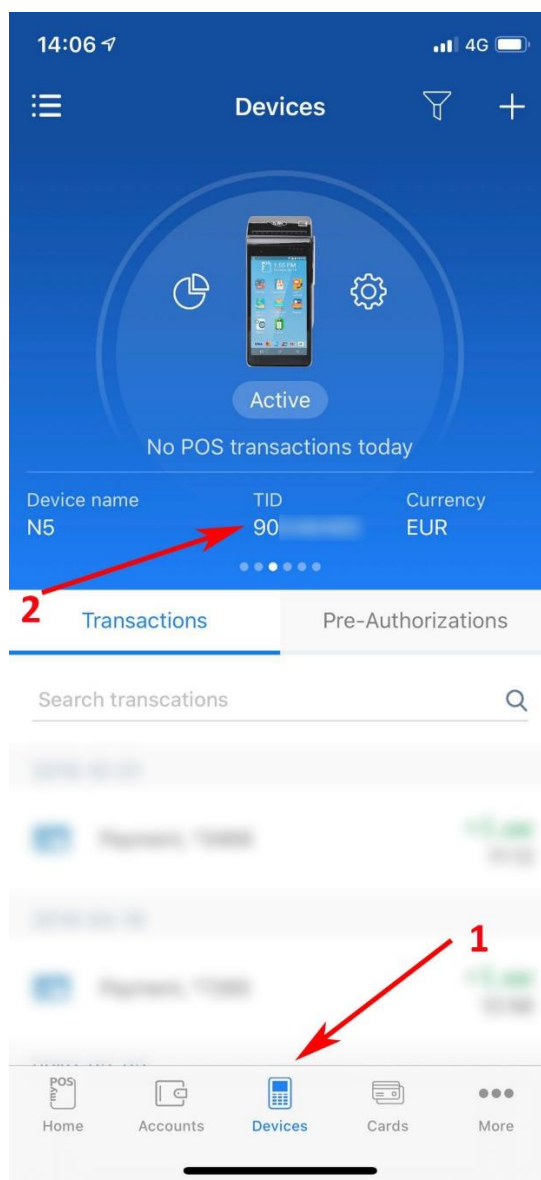 14:06
4G
Devices
Active
No POS transactions today
Device name TID Currency
N5 90 EUR
2
Transactions Pre-Authorizations
Search transcations
1
POS
Home Accounts Devices Cards More